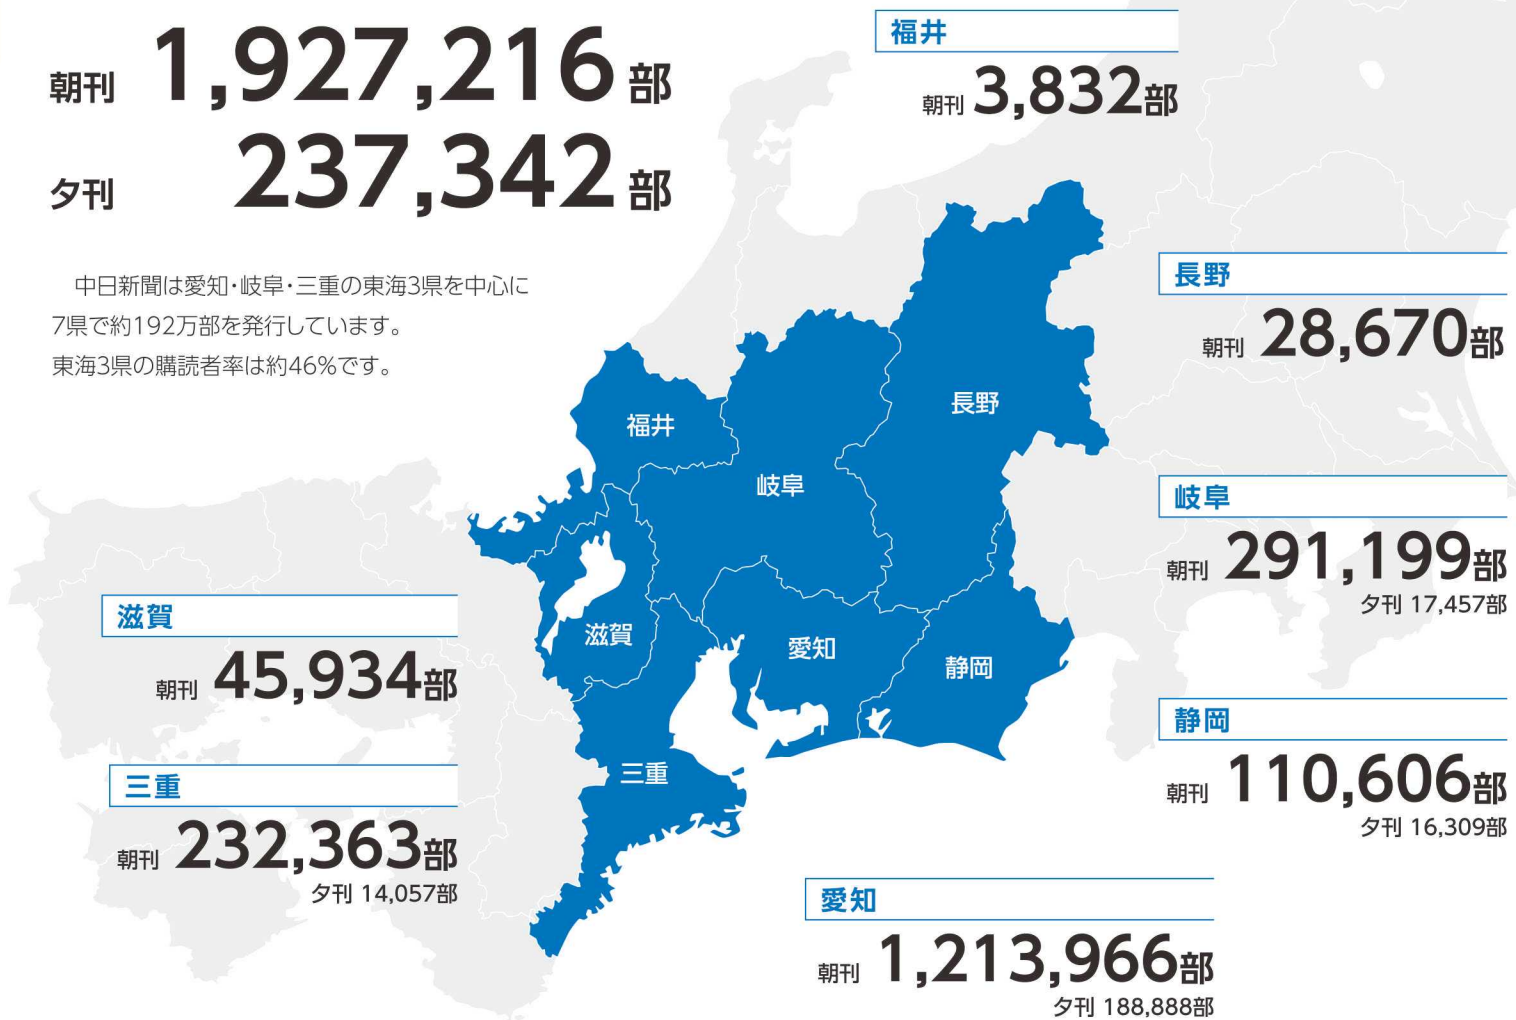 朝刊 1,927,216部
夕刊 237,342部
中日新聞は愛知・岐阜・三重の東海3県を中心に
7県で約192万部を発行しています。
東海3県の購読者率は約46%です。
福井
朝刊 3,832部
長野
朝刊 28,670部
岐阜
朝刊 291,199部
夕刊 17,457部
静岡
朝刊 110,606部
夕刊 16,309部
愛知
朝刊 1,213,966部
夕刊 188,888部
滋賀
朝刊 45,934部
三重
朝刊 232,363部
夕刊 14,057部
福井
長野
岐阜
滋賀
愛知
静岡
三重